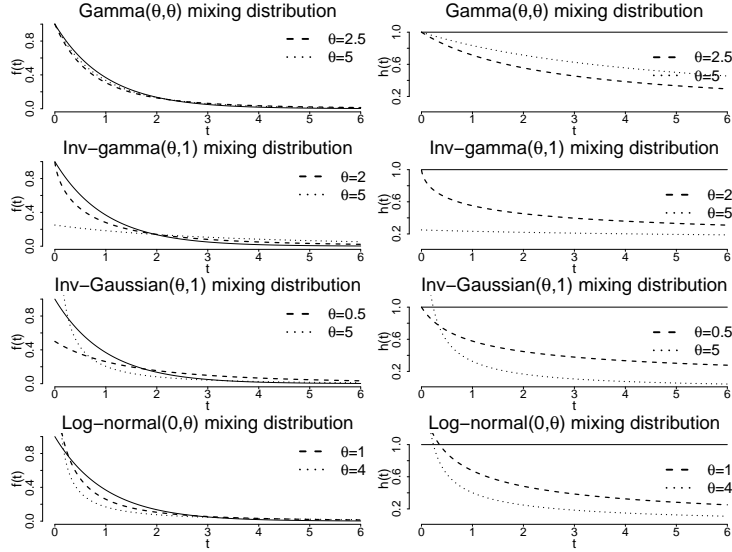 Gamma(θ,θ) mixing distribution
f(t)
0.0 0.4 0.8
θ=2.5
θ=5
0 1 2 3 4 5 6
t
Gamma(θ,θ) mixing distribution
h(t)
0.2 0.6 1.0
θ=2.5
θ=5
0 1 2 3 4 5 6
t
Inv−gamma(θ,1) mixing distribution
f(t)
0.0 0.4 0.8
θ=2
θ=5
0 1 2 3 4 5 6
t
Inv−gamma(θ,1) mixing distribution
h(t)
0.2 0.6 1.0
θ=2
θ=5
0 1 2 3 4 5 6
t
Inv−Gaussian(θ,1) mixing distribution
f(t)
0.0 0.4 0.8
θ=0.5
θ=5
0 1 2 3 4 5 6
t
Inv−Gaussian(θ,1) mixing distribution
h(t)
0.2 0.6 1.0
θ=0.5
θ=5
0 1 2 3 4 5 6
t
Log−normal(0,θ) mixing distribution
f(t)
0.0 0.4 0.8
θ=1
θ=4
0 1 2 3 4 5 6
t
Log−normal(0,θ) mixing distribution
h(t)
0.2 0.6 1.0
θ=1
θ=4
0 1 2 3 4 5 6
t